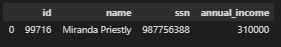 id name ssn annual_income
0 99716 Miranda Priestly 987756388 310000